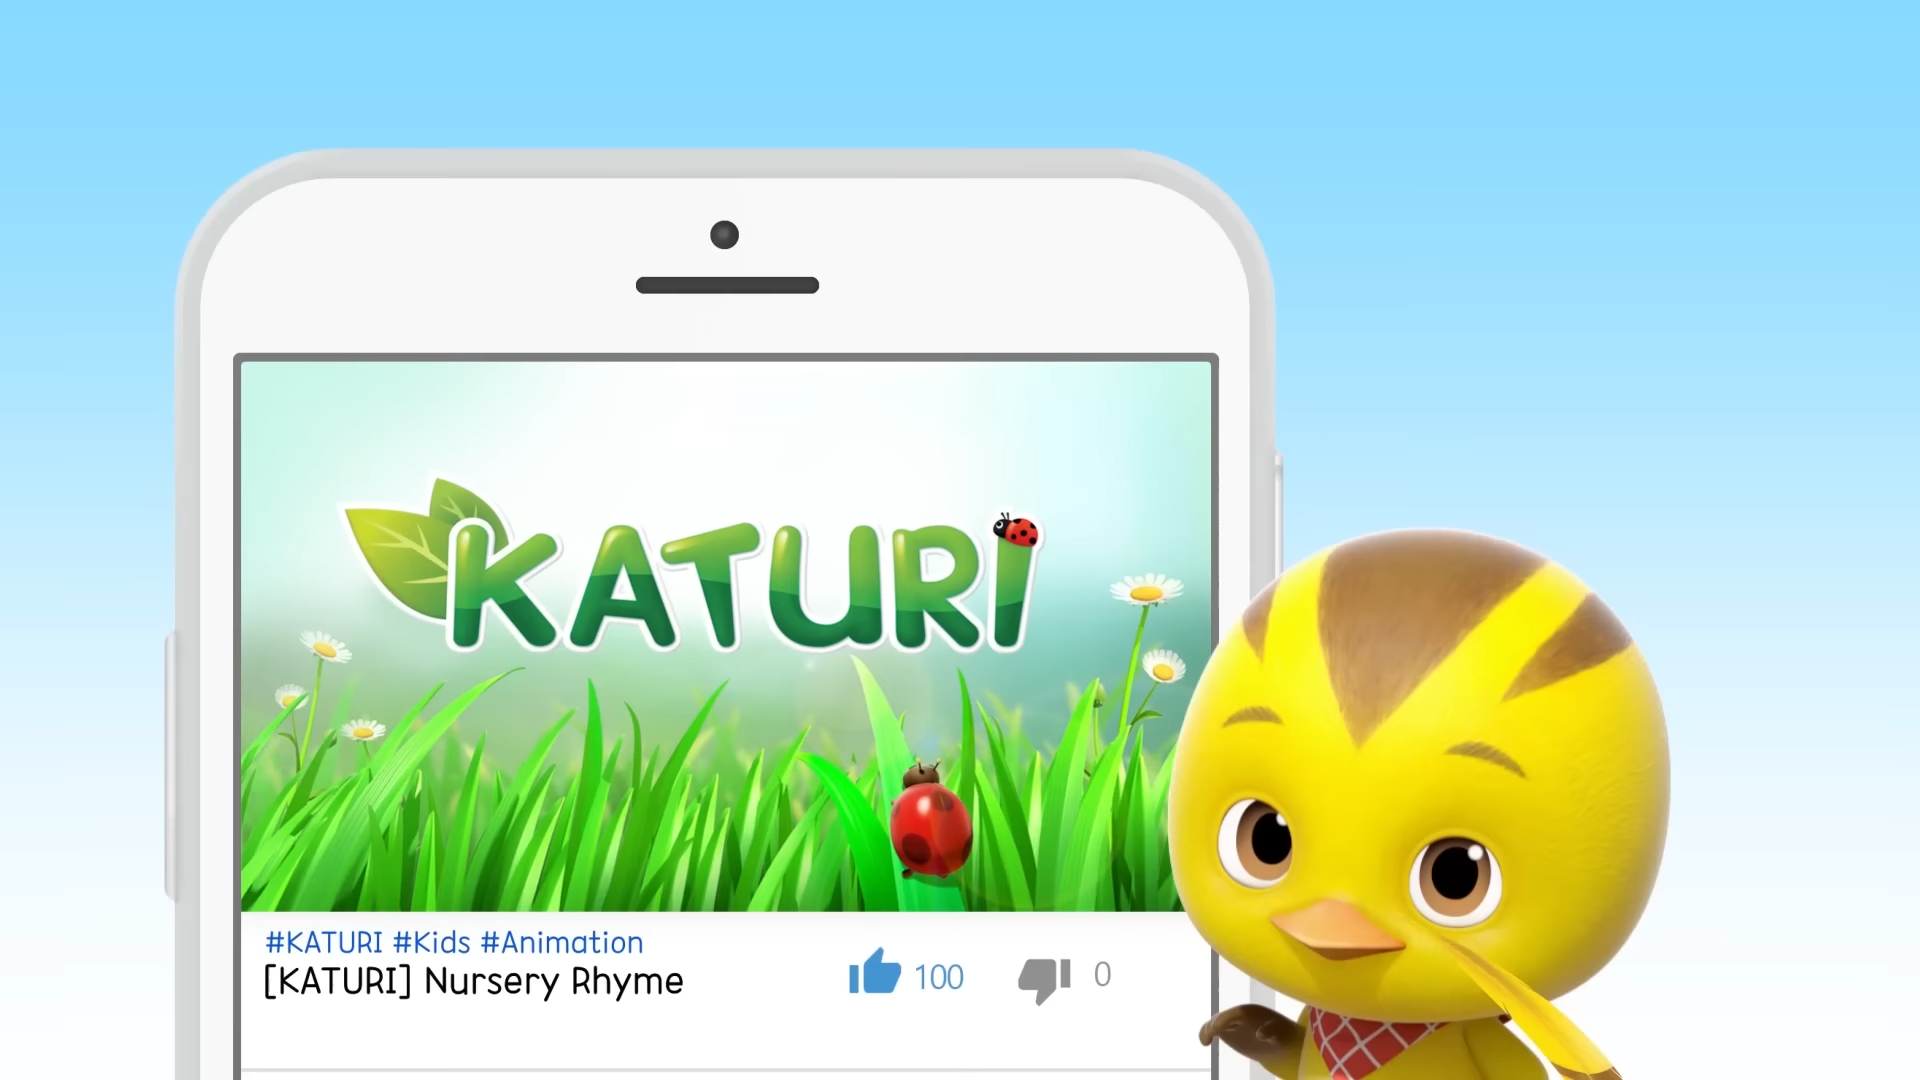 KATURI
#KATURI #Kids #Animation
[KATURI] Nursery Rhyme
100
0